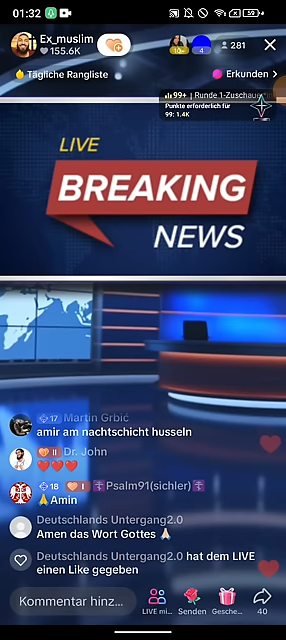 01:32
59
Ex_muslim
155.6K
10+
4
281
Tägliche Rangliste
Erkunden >
99+ | Runde 1-Zuschauer
Punkte erforderlich für
99: 1.4K
LIVE
BREAKING
NEWS
17 Martin Grbić
amir am nachtschicht husseln
II Dr. John
18 I Psalm91(sichler)
Amin
Deutschlands Untergang2.0
Amen das Wort Gottes
Deutschlands Untergang2.0 hat dem LIVE
einen Like gegeben
Kommentar hinz...
LIVE mi... Senden Gesche... 40